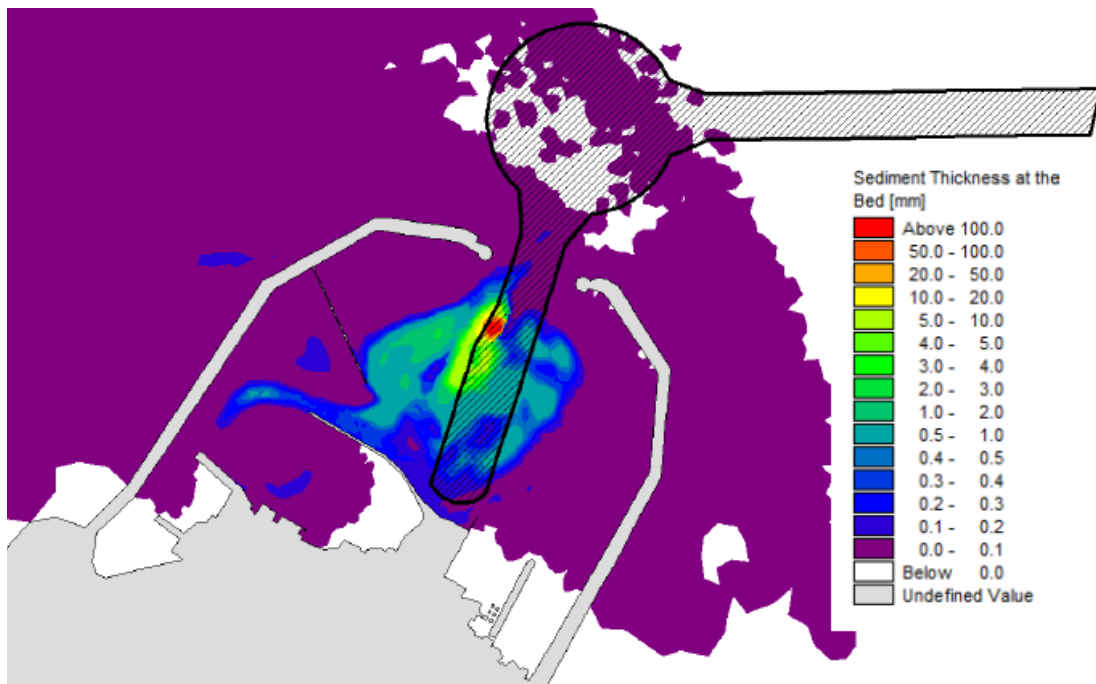 Sediment Thickness at the
Bed [mm]
Above 100.0
50.0 - 100.0
20.0 - 50.0
10.0 - 20.0
5.0 - 10.0
4.0 - 5.0
3.0 - 4.0
2.0 - 3.0
1.0 - 2.0
0.5 - 1.0
0.4 - 0.5
0.3 - 0.4
0.2 - 0.3
0.1 - 0.2
0.0 - 0.1
Below 0.0
Undefined Value